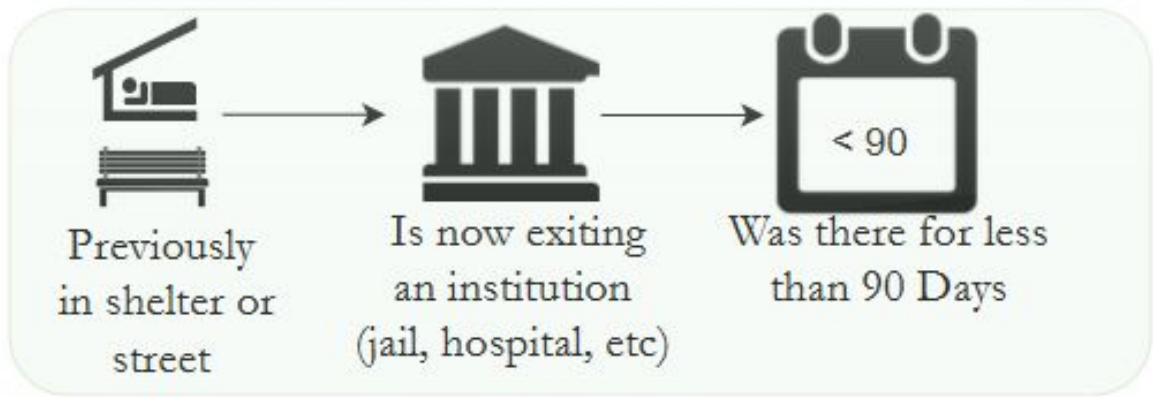 < 90
Previously
in shelter or
street
Is now exiting
an institution
(jail, hospital, etc)
Was there for less
than 90 Days